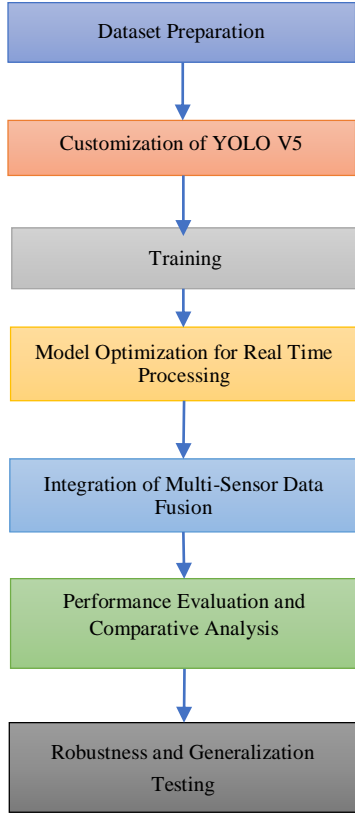 Dataset Preparation
Customization of YOLO V5
Training
Model Optimization for Real Time
Processing
Integration of Multi-Sensor Data
Fusion
Performance Evaluation and
Comparative Analysis
Robustness and Generalization
Testing